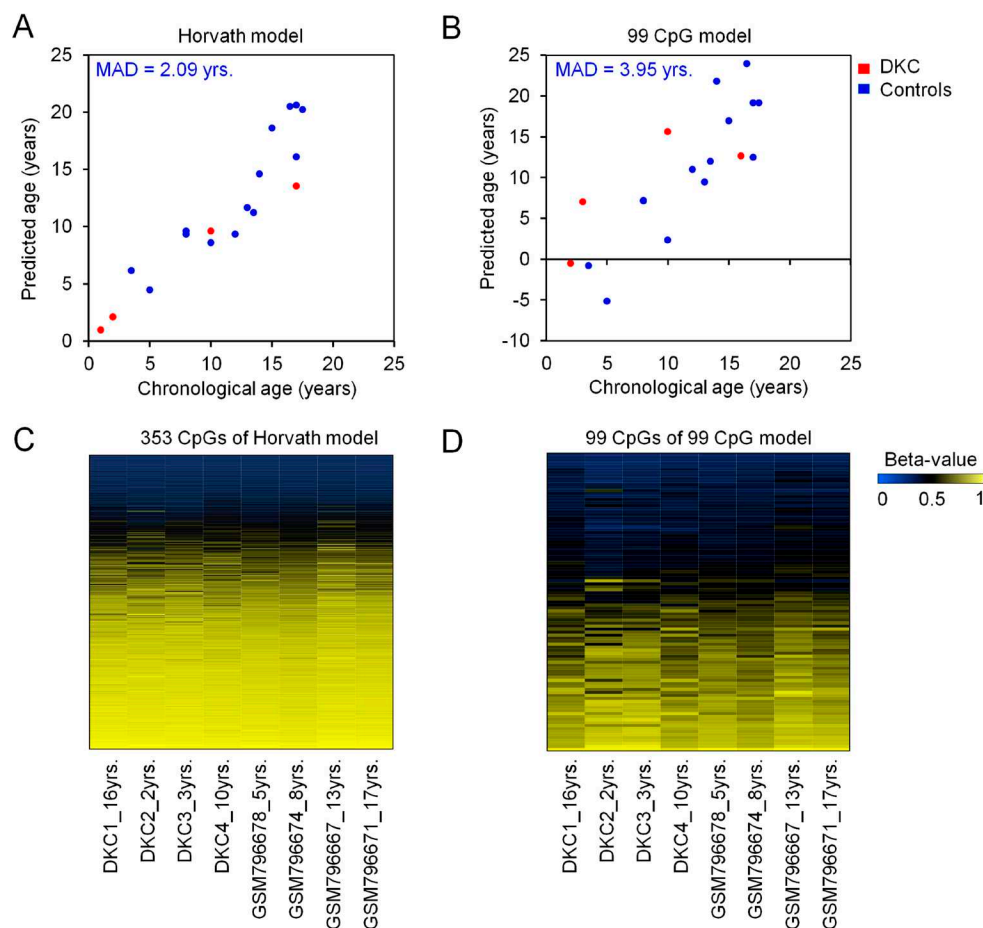 A
Horvath model
MAD = 2.09 yrs.
25
20
15
10
5
0
Predicted age (years)
0 5 10 15 20 25
Chronological age (years)
B
99 CpG model
MAD = 3.95 yrs.
25
20
15
10
5
0
-5
-10
Predicted age (years)
0 5 10 15 20 25
Chronological age (years)
DKC
Controls
C
353 CpGs of Horvath model
DKC1_16yrs.
DKC2_2yrs.
DKC3_3yrs.
DKC4_10yrs.
GSM796678_5yrs.
GSM796674_8yrs.
GSM796667_13yrs.
GSM796671_17yrs.
D
99 CpGs of 99 CpG model
DKC1_16yrs.
DKC2_2yrs.
DKC3_3yrs.
DKC4_10yrs.
GSM796678_5yrs.
GSM796674_8yrs.
GSM796667_13yrs.
GSM796671_17yrs.
Beta-value
0 0.5 1